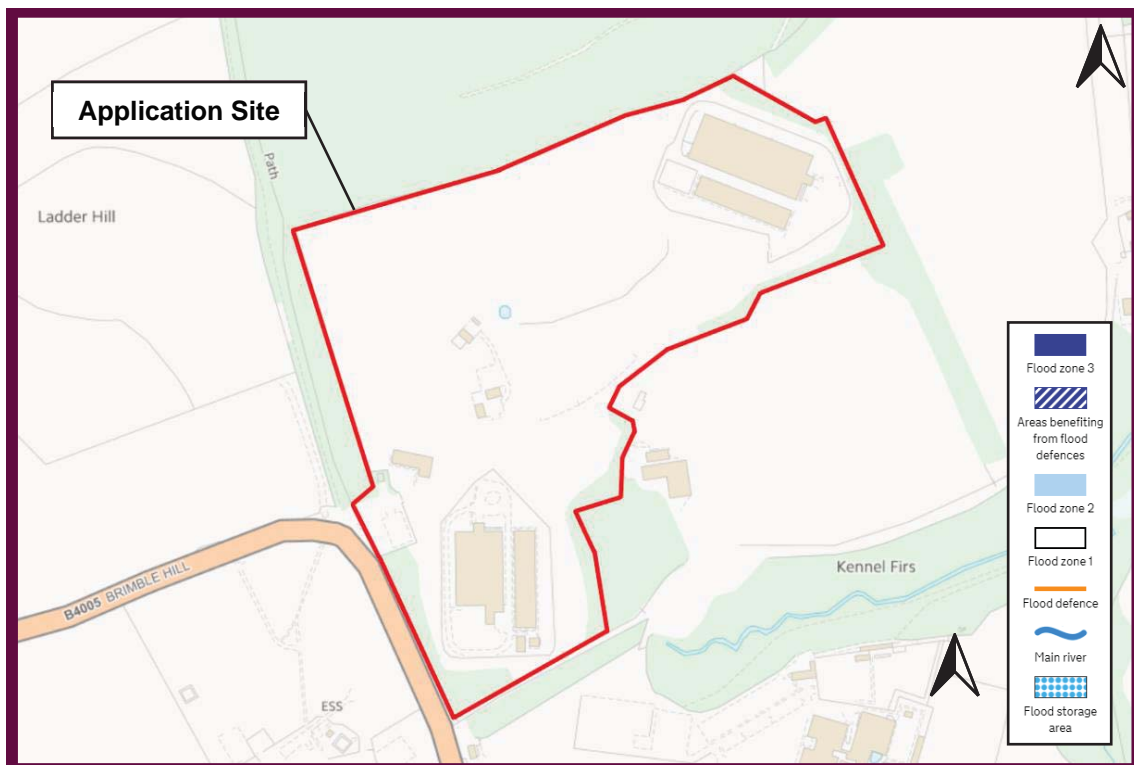 Application Site
Path
Ladder Hill
B4005 BRIMBLE HILL
ESS
Kennel Firs
Flood zone 3
Areas benefiting
from flood
defences
Flood zone 2
Flood zone 1
Flood defence
Main river
Flood storage
area